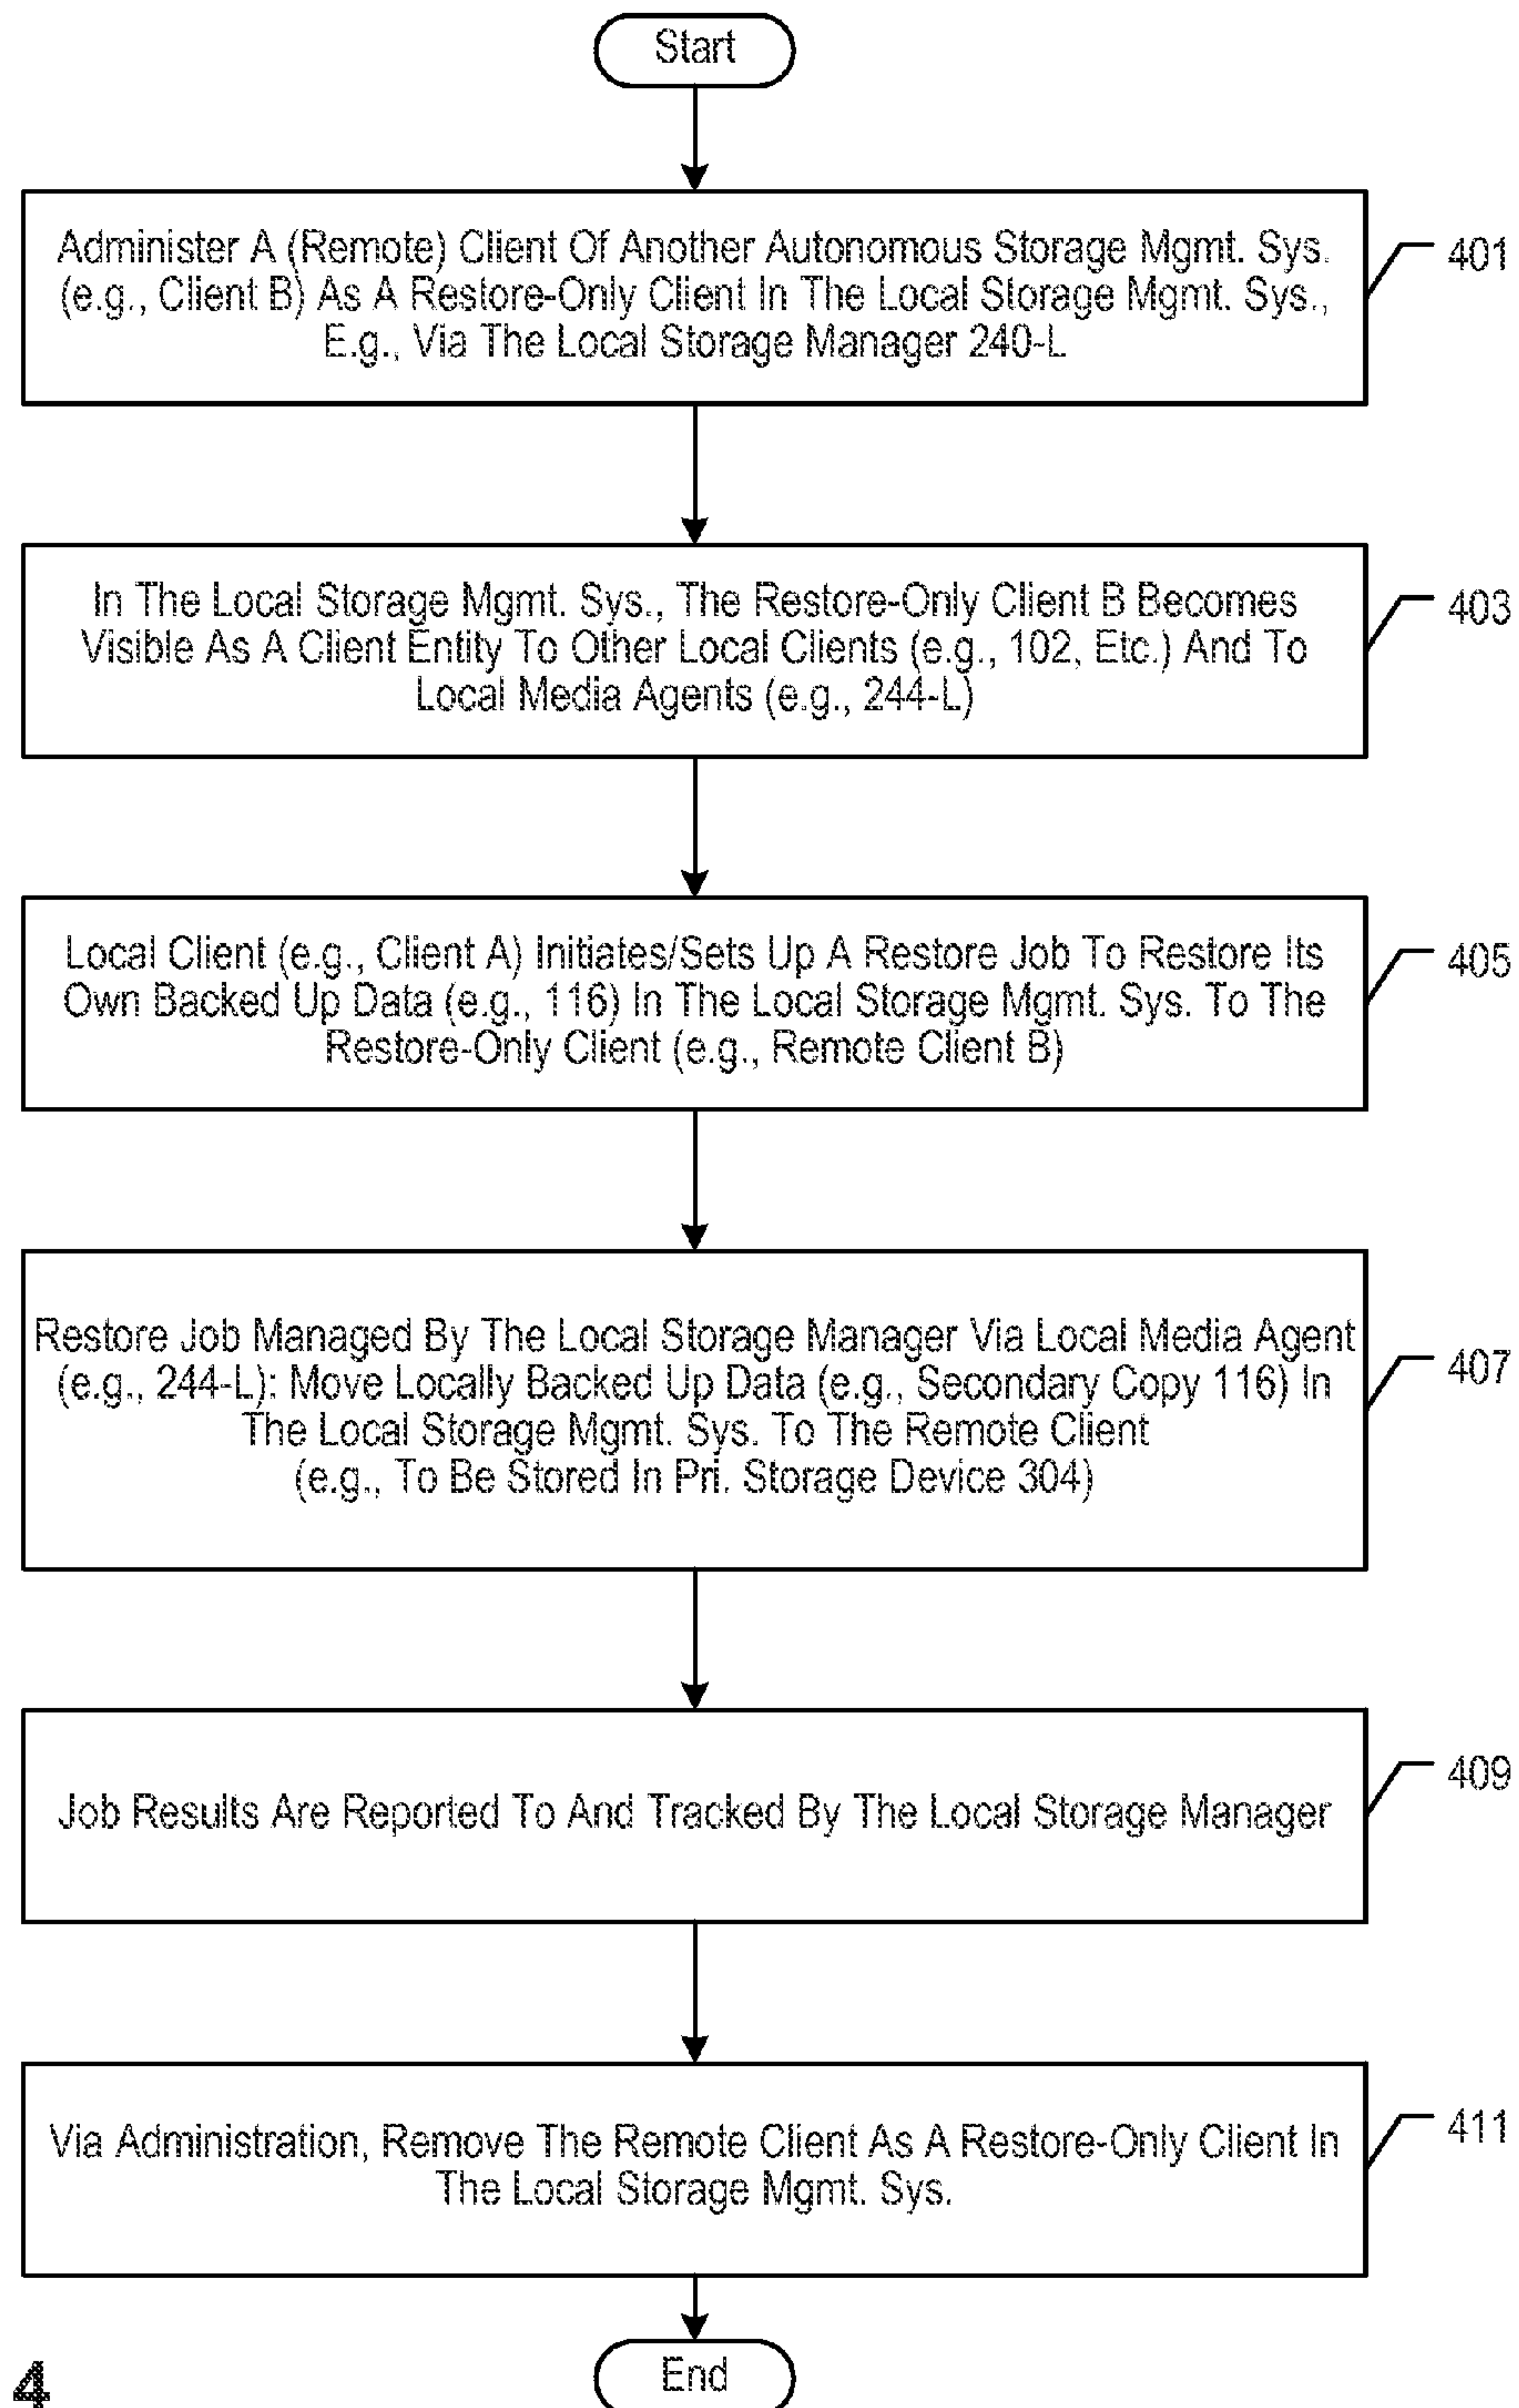 Start
Administer A (Remote) Client Of Another Autonomous Storage Mgmt. Sys.
(e.g., Client B) As A Restore-Only Client In The Local Storage Mgmt. Sys.,
E.g., Via The Local Storage Manager 240-L
401
In The Local Storage Mgmt. Sys., The Restore-Only Client B Becomes
Visible As A Client Entity To Other Local Clients (e.g., 102, Etc.) And To
Local Media Agents (e.g., 244-L)
403
Local Client (e.g., Client A) Initiates/Sets Up A Restore Job To Restore Its
Own Backed Up Data (e.g., 116) In The Local Storage Mgmt. Sys. To The
Restore-Only Client (e.g., Remote Client B)
405
Restore Job Managed By The Local Storage Manager Via Local Media Agent
(e.g., 244-L): Move Locally Backed Up Data (e.g., Secondary Copy 116) In
The Local Storage Mgmt. Sys. To The Remote Client
(e.g., To Be Stored In Pri. Storage Device 304)
407
Job Results Are Reported To And Tracked By The Local Storage Manager
409
Via Administration, Remove The Remote Client As A Restore-Only Client In
The Local Storage Mgmt. Sys.
411
End
4